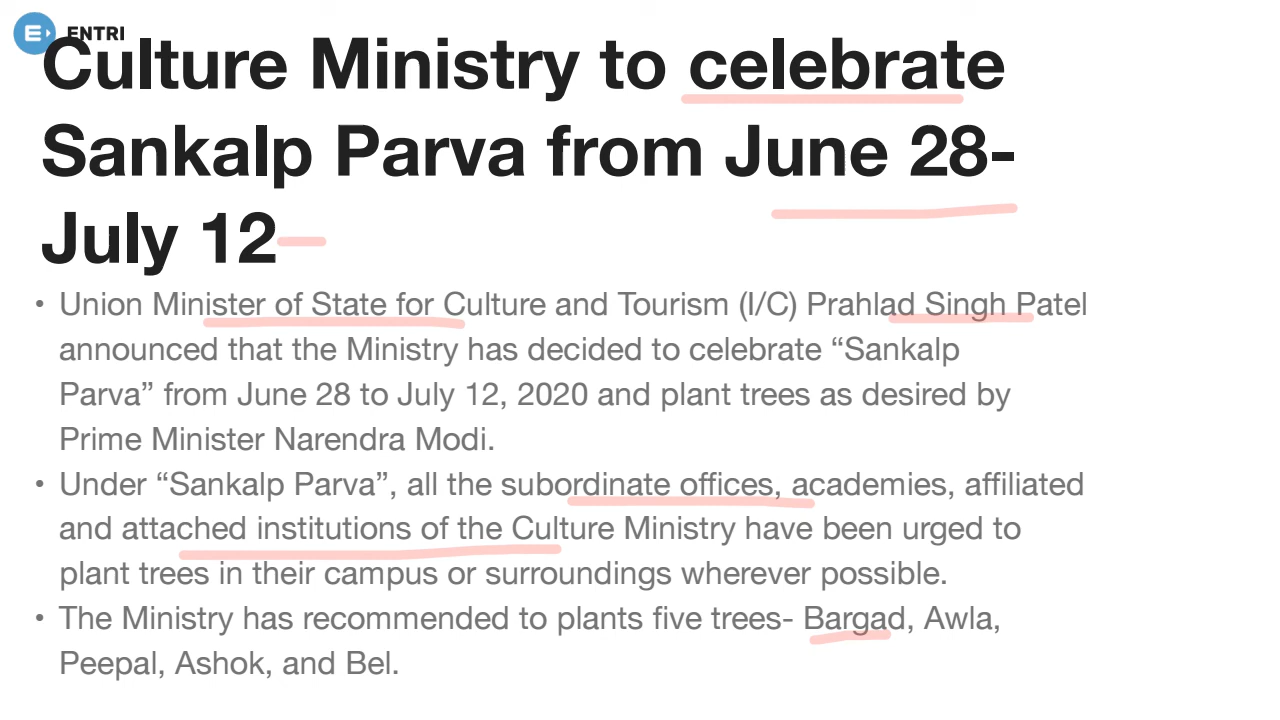 ENTRI
Culture Ministry to celebrate
Sankalp Parva from June 28-
July 12
• Union Minister of State for Culture and Tourism (I/C) Prahlad Singh Patel
announced that the Ministry has decided to celebrate “Sankalp
Parva” from June 28 to July 12, 2020 and plant trees as desired by
Prime Minister Narendra Modi.
• Under “Sankalp Parva”, all the subordinate offices, academies, affiliated
and attached institutions of the Culture Ministry have been urged to
plant trees in their campus or surroundings wherever possible.
• The Ministry has recommended to plants five trees- Bargad, Awla,
Peepal, Ashok, and Bel.